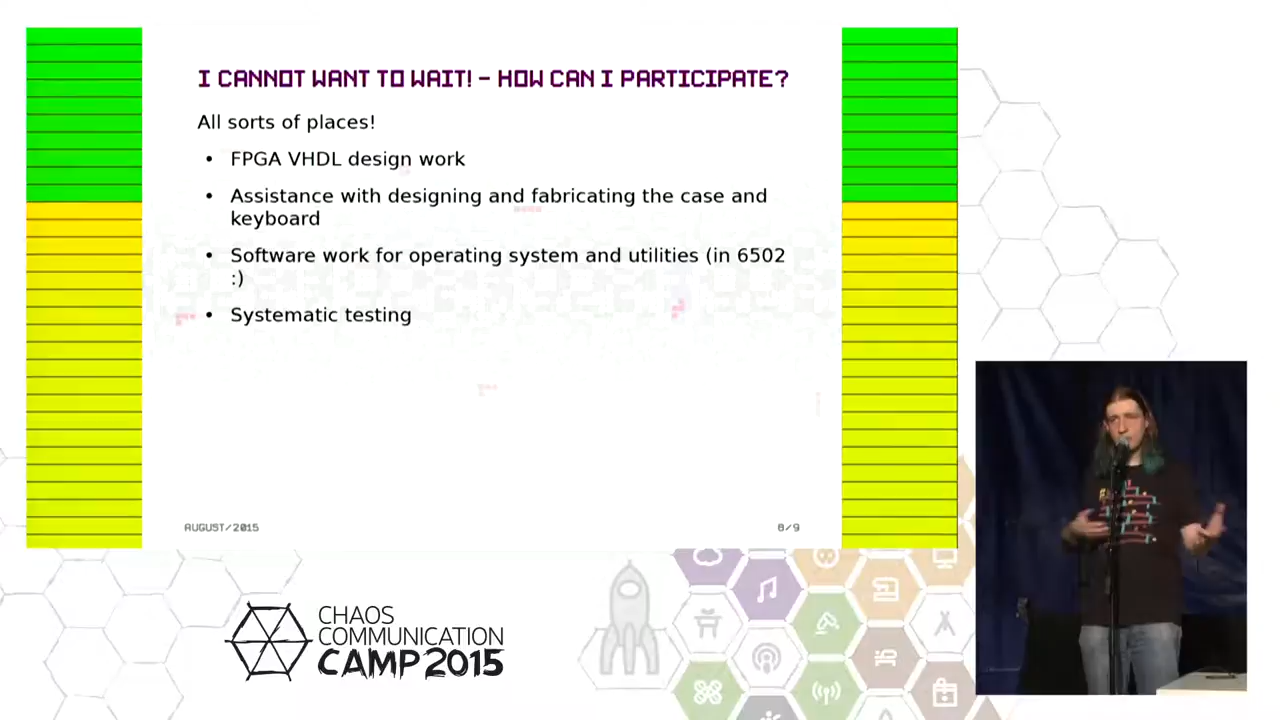 I CANNOT WANT TO WAIT! - HOW CAN I PARTICIPATE?
All sorts of places!
• FPGA VHDL design work
• Assistance with designing and fabricating the case and
keyboard
• Software work for operating system and utilities (in 6502
:)
• Systematic testing
AUGUST/2015
8/9
CHAOS
COMMUNICATION
CAMP 2015